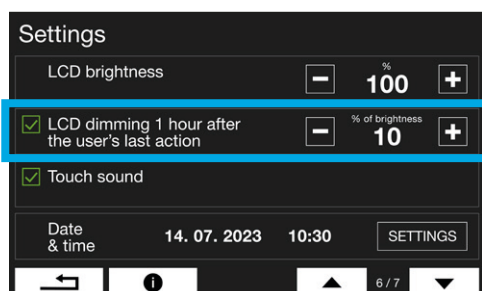 Settings
LCD brightness
%
100
LCD dimming 1 hour after
the user's last action
% of brightness
10
Touch sound
Date
& time
14. 07. 2023
10:30
SETTINGS
6/7